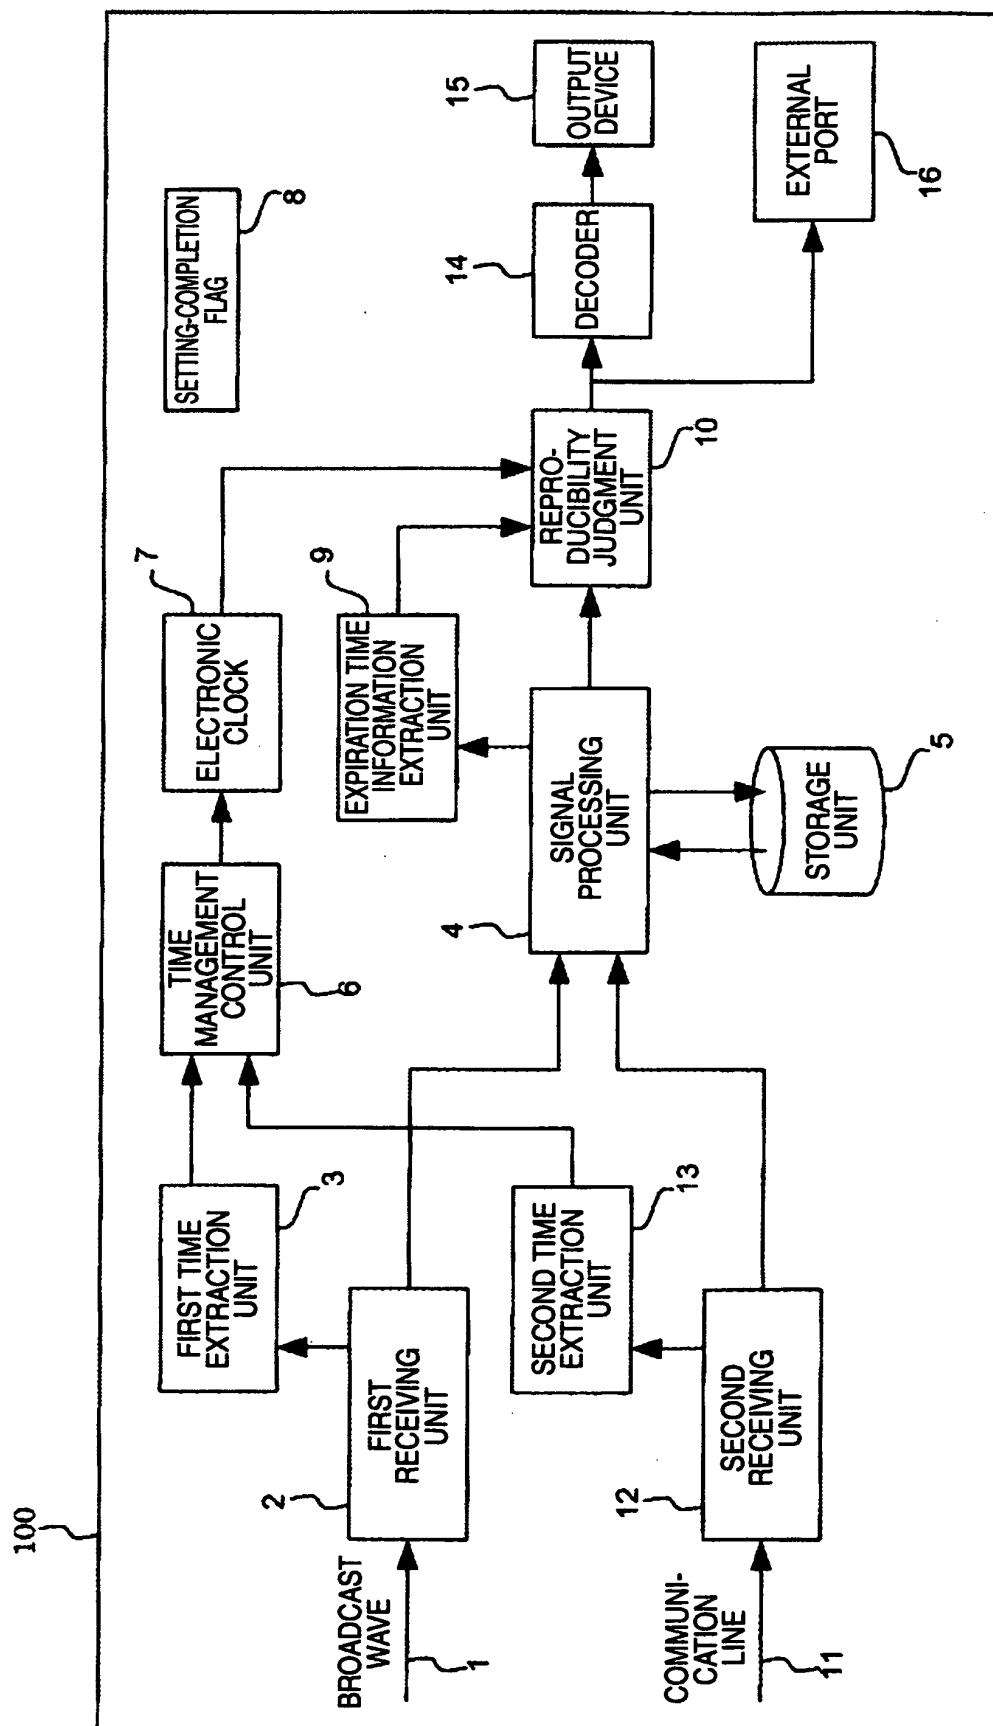 100
BROADCAST
WAVE
1
2
FIRST
RECEIVING
UNIT
FIRST TIME
EXTRACTION
UNIT
3
TIME
MANAGEMENT
CONTROL
UNIT
6
7
ELECTRONIC
CLOCK
SETTING-COMPLETION
FLAG
8
9
EXPIRATION TIME
INFORMATION
EXTRACTION
UNIT
COMMUNI-
CATION
LINE
11
12
SECOND
RECEIVING
UNIT
SECOND TIME
EXTRACTION
UNIT
13
4
SIGNAL
PROCESSING
UNIT
STORAGE
UNIT
5
REPRO-
DUCIBILITY
JUDGMENT
UNIT
10
14
DECODER
15
OUTPUT
DEVICE
EXTERNAL
PORT
16